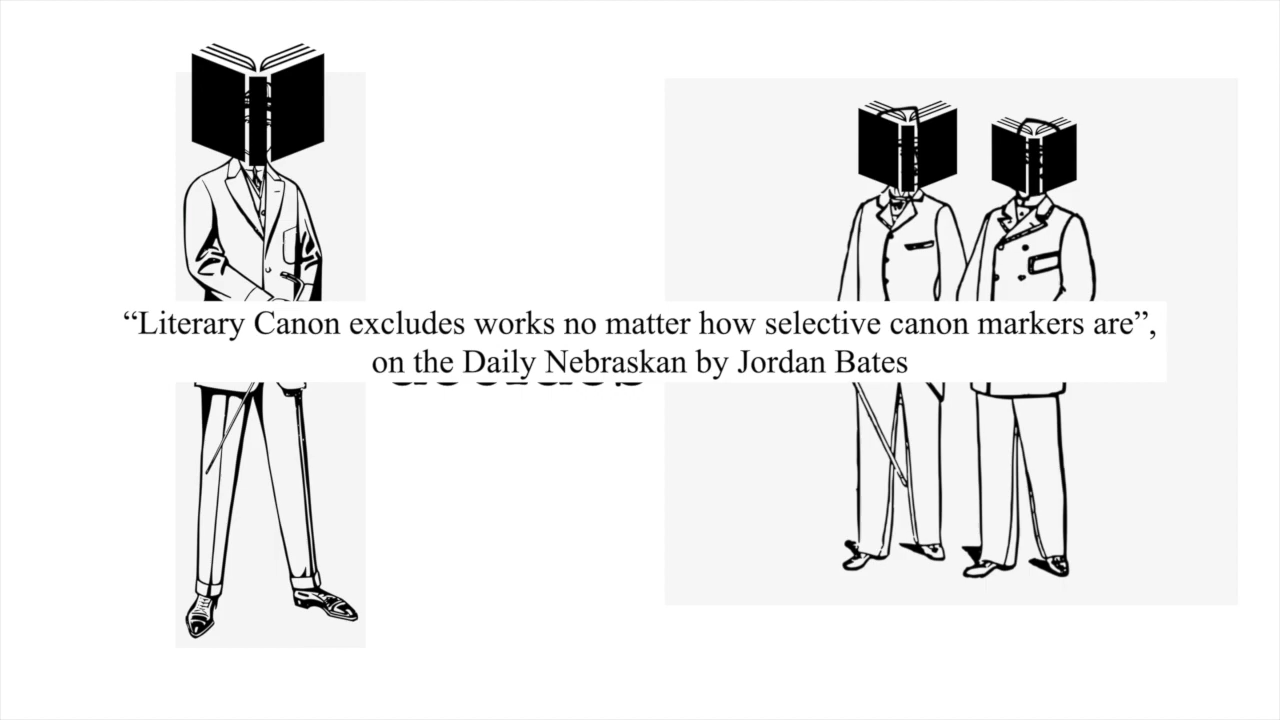 “Literary Canon excludes works no matter how selective canon markers are”,
on the Daily Nebraskan by Jordan Bates